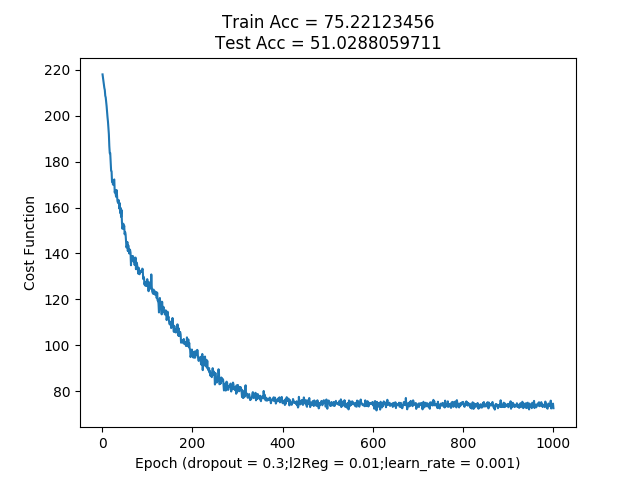 Train Acc = 75.22123456
Test Acc = 51.0288059711
220
200
180
160
140
120
100
80
Cost Function
0 200 400 600 800 1000
Epoch (dropout = 0.3;l2Reg = 0.01;learn_rate = 0.001)